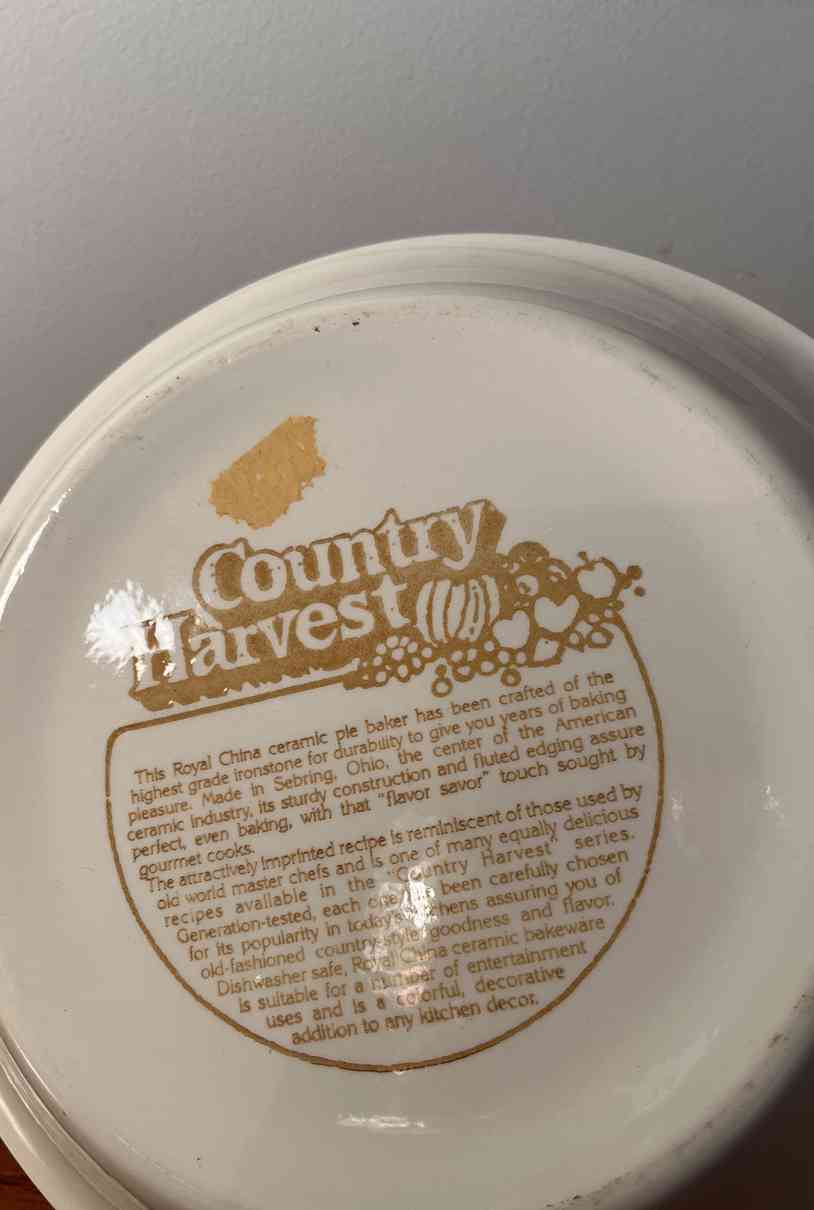 Country
Harvest
This Royal China ceramic pie baker has been crafted of the
highest grade ironstone for durability to give you years of baking
pleasure. Made in Sebring, Ohio, the center of the American
ceramic industry, its sturdy construction and fluted edging assure
perfect, even baking, with that "flavor savor" touch sought by
gourmet cooks.
The attractively imprinted recipe is reminiscent of those used by
old world master chefs and is one of many equally delicious
recipes available in the "Country Harvest" series.
Generation-tested, each one been carefully chosen
for its popularity in today's kitchens assuring you of
old-fashioned country-style goodness and flavor.
Dishwasher safe, Royal China ceramic bakeware
is suitable for a number of entertainment
uses and is a colorful, decorative
addition to any kitchen decor.